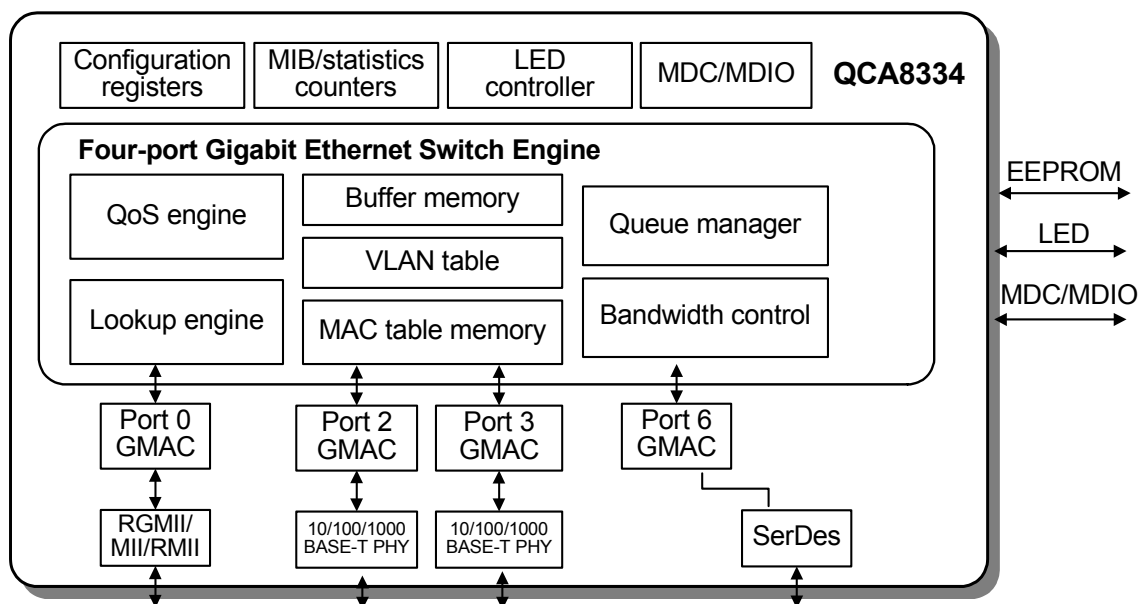 Configuration
registers
MIB/statistics
counters
LED
controller
MDC/MDIO
QCA8334
Four-port Gigabit Ethernet Switch Engine
QoS engine
Buffer memory
Queue manager
VLAN table
Lookup engine
MAC table memory
Bandwidth control
EEPROM
LED
MDC/MDIO
Port 0
GMAC
Port 2
GMAC
Port 3
GMAC
Port 6
GMAC
RGMII/
MII/RMII
10/100/1000
BASE-T PHY
10/100/1000
BASE-T PHY
SerDes